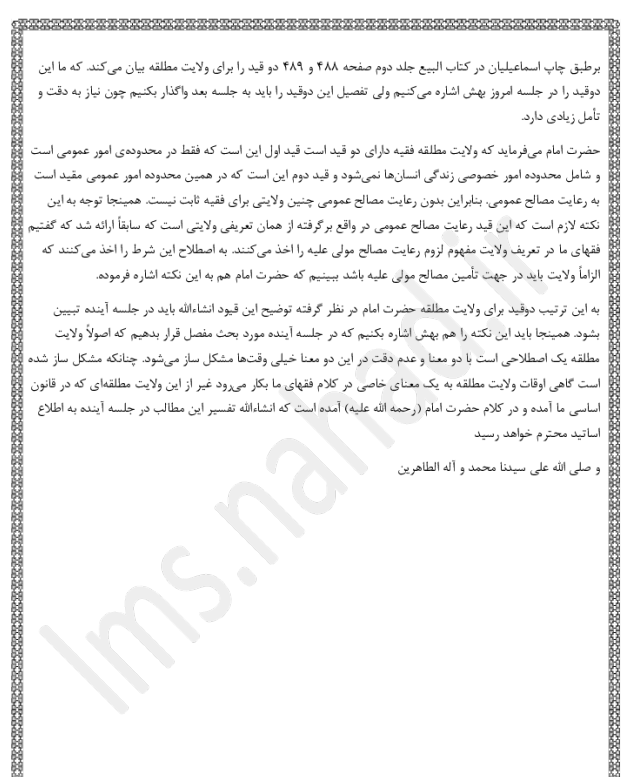 برطبق چاپ اسماعیلیان در کتاب البیع جلد دوم صفحه ۴۸۸ و ۴۸۹ دو قید را برای ولایت مطلقه بیان می‌کند. که ما این
دوقید را در جلسه امروز بهش اشاره می‌کنیم ولی تفصیل این دوقید را باید به جلسه بعد واگذار بکنیم چون نیاز به دقت و
تأمل زیادی دارد.
حضرت امام می‌فرماید که ولایت مطلقه فقیه دارای دو قید است قید اول این است که فقط در محدوده‌ی امور عمومی است
و شامل محدوده امور خصوصی زندگی انسان‌ها نمی‌شود و قید دوم این است که در همین محدوده امور عمومی مقید است
به رعایت مصالح عمومی. بنابراین بدون رعایت مصالح عمومی چنین ولایتی برای فقیه ثابت نیست. همینجا توجه به این
نکته لازم است که این قید رعایت مصالح عمومی در واقع برگرفته از همان تعریفی ولایتی است که سابقاً ارائه شد که گفتیم
فقهای ما در تعریف ولایت مفهوم لزوم رعایت مصالح مولی علیه را اخذ می‌کنند. به اصطلاح این شرط را اخذ می‌کنند که
الزاماً ولایت باید در جهت تأمین مصالح مولی علیه باشد ببینیم که حضرت امام هم به این نکته اشاره فرموده.
به این ترتیب دوقید برای ولایت مطلقه حضرت امام در نظر گرفته توضیح این قیود انشاءالله باید در جلسه آینده تبیین
بشود. همینجا باید این نکته را هم بهش اشاره بکنیم که در جلسه آینده مورد بحث مفصل قرار بدهیم که اصولاً ولایت
مطلقه یک اصطلاحی است با دو معنا و عدم دقت در این دو معنا خیلی وقت‌ها مشکل ساز می‌شود. چنانکه مشکل ساز شده
است گاهی اوقات ولایت مطلقه به یک معنای خاصی در کلام فقهای ما بکار می‌رود غیر از این ولایت مطلقه‌ای که در قانون
اساسی ما آمده و در کلام حضرت امام (رحمه الله علیه) آمده است که انشاءالله تفسیر این مطالب در جلسه آینده به اطلاع
اساتید محترم خواهد رسید
و صلی الله علی سیدنا محمد و آله الطاهرین
lms.nahad.ir